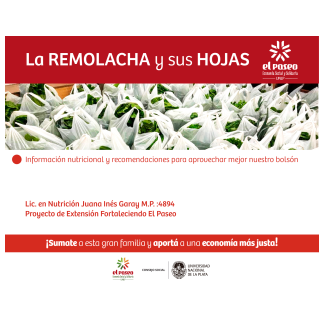 La REMOLACHA y sus HOJAS
el Paseo
Economía Social y Solidaria
UNLP
Información nutricional y recomendaciones para aprovechar mejor nuestro bolsón
Lic. en Nutrición Juana Inés Garay M.P. :4894
Proyecto de Extensión Fortaleciendo El Paseo
¡Sumate a esta gran familia y aportá a una economía más justa!
el Paseo
CONSEJO SOCIAL
UNIVERSIDAD
NACIONAL
DE LA PLATA